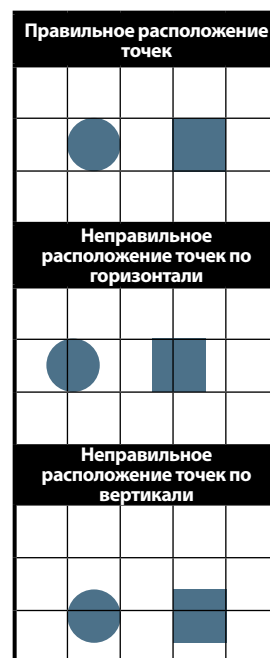 Правильное расположение
точек
Неправильное
расположение точек по
горизонтали
Неправильное
расположение точек по
вертикали